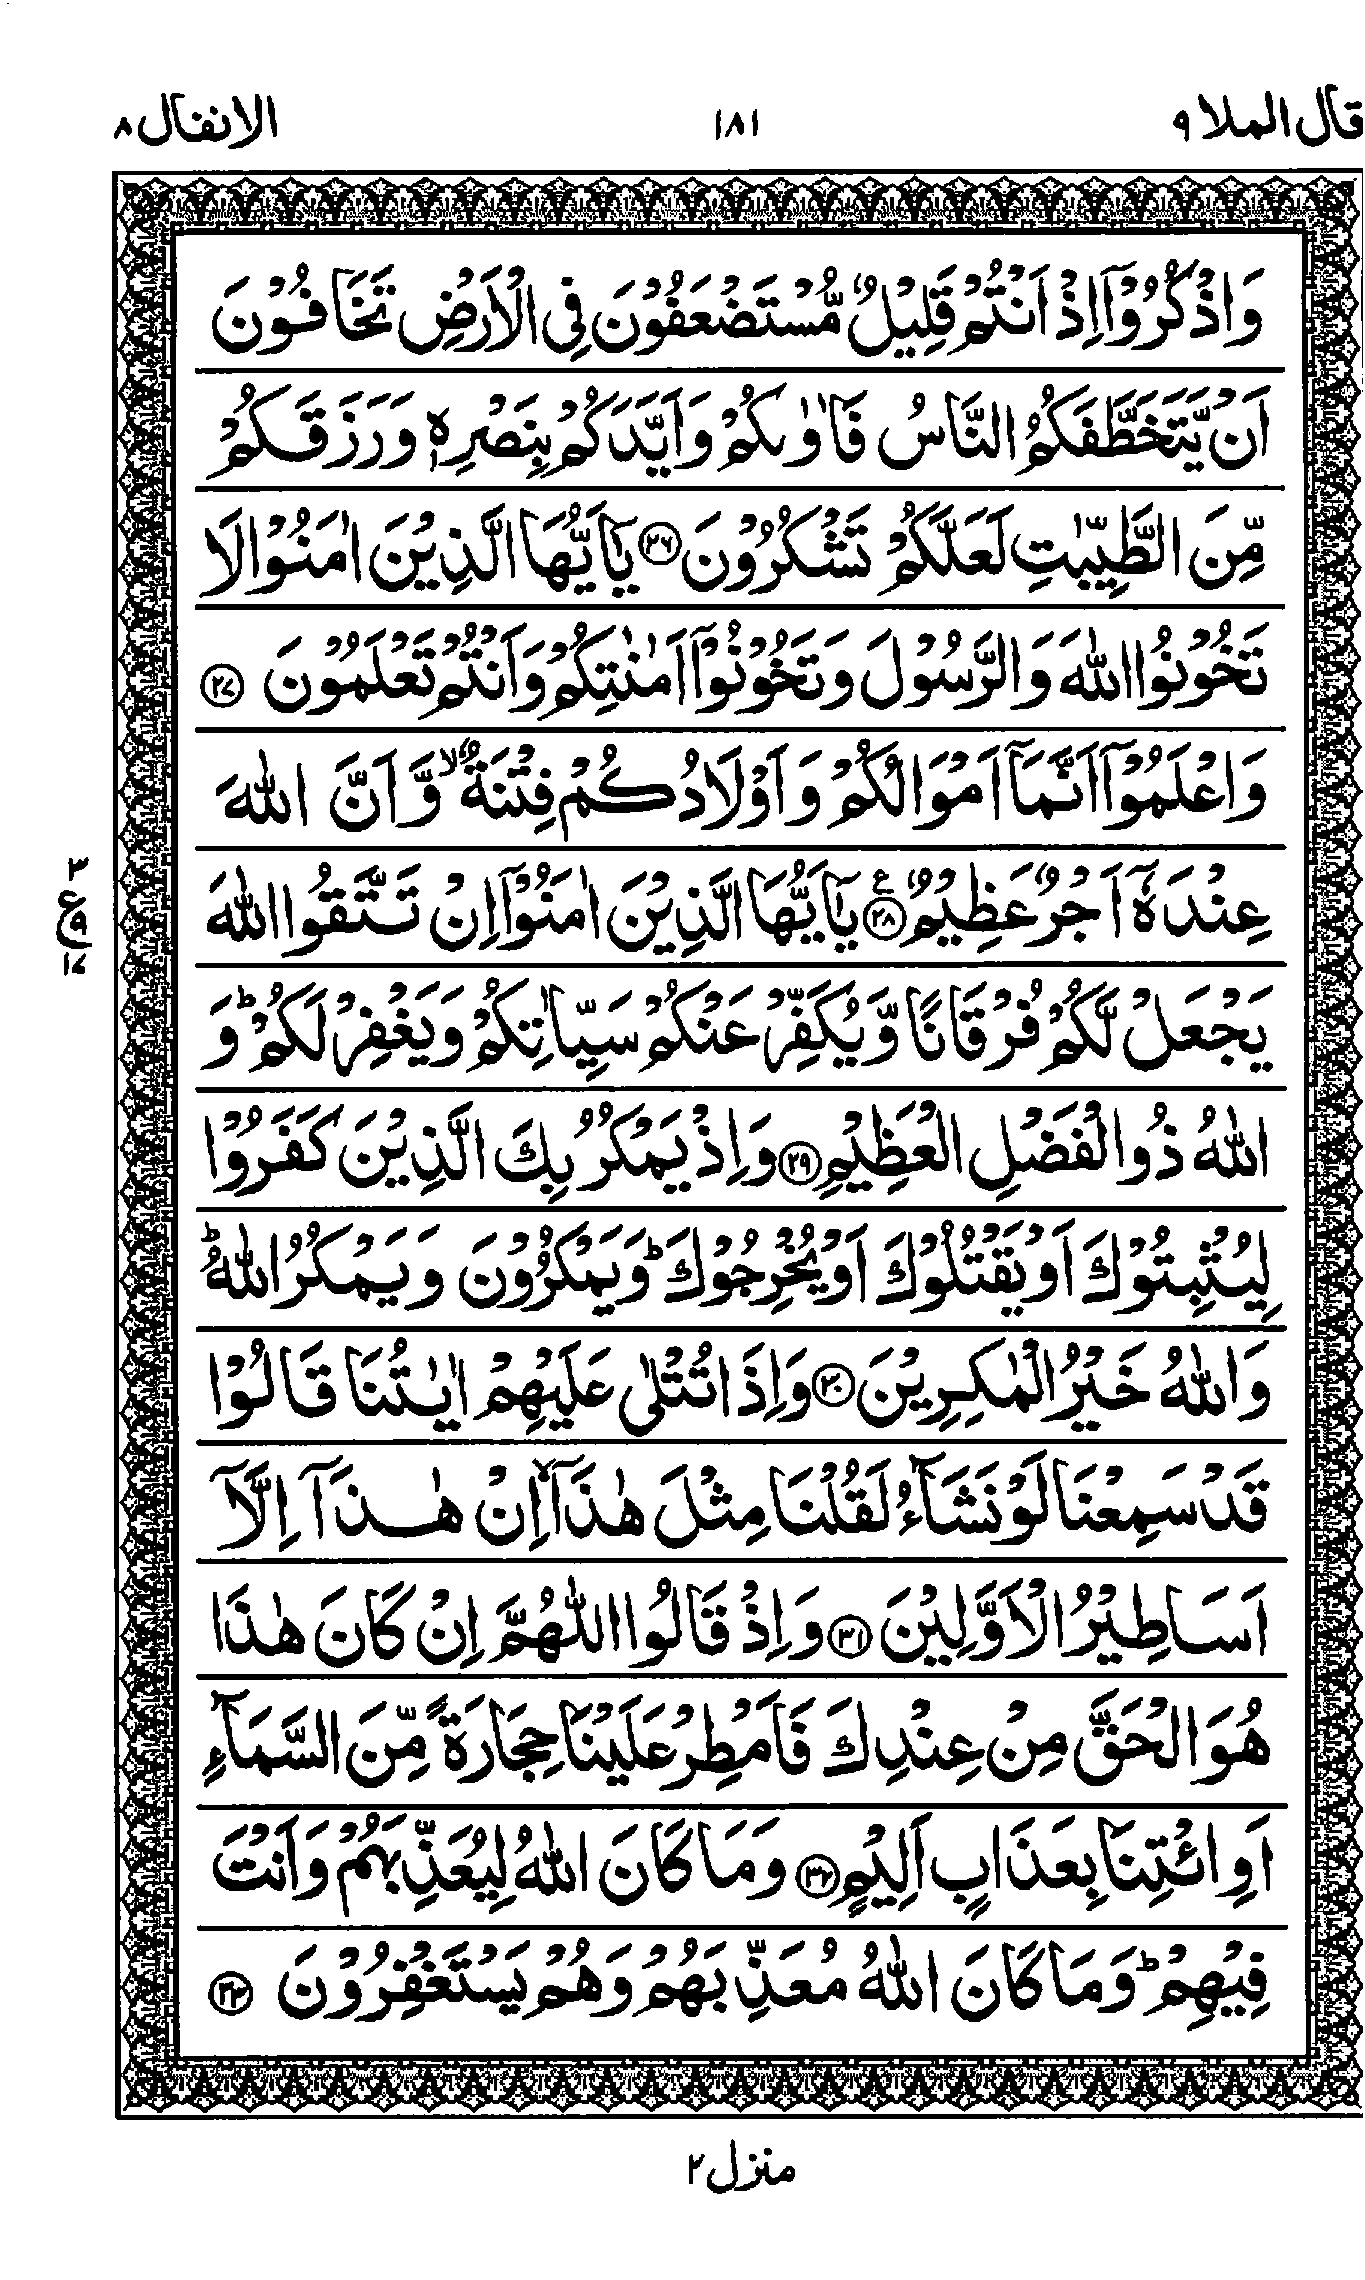 قال الملا ٩
١٨١
الانفال ٨
وَاذْكُرُوْۤا اِذْ اَنْتُمْ قَلِيْلٌ مُّسْتَضْعَفُوْنَ فِى الْاَرْضِ تَخَافُوْنَ
اَنْ يَّتَخَطَّفَكُمُ النَّاسُ فَاٰوٰىكُمْ وَاَيَّدَكُمْ بِنَصْرِهٖ وَرَزَقَكُمْ
مِّنَ الطَّيِّبٰتِ لَعَلَّكُمْ تَشْكُرُوْنَ ﴿٢٦﴾ يٰۤاَيُّهَا الَّذِيْنَ اٰمَنُوْا لَا
تَخُوْنُوا اللّٰهَ وَالرَّسُوْلَ وَتَخُوْنُوْۤا اَمٰنٰتِكُمْ وَاَنْتُمْ تَعْلَمُوْنَ ﴿٢٧﴾
وَاعْلَمُوْۤا اَنَّمَاۤ اَمْوَالُكُمْ وَاَوْلَادُكُمْ فِتْنَةٌ ۙ وَّاَنَّ اللّٰهَ
عِنْدَهٗۤ اَجْرٌ عَظِيْمٌ ﴿٢٨﴾ ع يٰۤاَيُّهَا الَّذِيْنَ اٰمَنُوْۤا اِنْ تَتَّقُوا اللّٰهَ
٣
ع ٩
١٧
يَجْعَلْ لَّكُمْ فُرْقَانًا وَّيُكَفِّرْ عَنْكُمْ سَيِّاٰتِكُمْ وَيَغْفِرْ لَكُمْ ؕ وَ
اللّٰهُ ذُو الْفَضْلِ الْعَظِيْمِ ﴿٢٩﴾ وَاِذْ يَمْكُرُ بِكَ الَّذِيْنَ كَفَرُوْا
لِيُثْبِتُوْكَ اَوْ يَقْتُلُوْكَ اَوْ يُخْرِجُوْكَ ؕ وَيَمْكُرُوْنَ وَيَمْكُرُ اللّٰهُ ؕ
وَاللّٰهُ خَيْرُ الْمٰكِرِيْنَ ﴿٣٠﴾ وَاِذَا تُتْلٰى عَلَيْهِمْ اٰيٰتُنَا قَالُوْا
قَدْ سَمِعْنَا لَوْ نَشَآءُ لَقُلْنَا مِثْلَ هٰذَاۤ ۙ اِنْ هٰذَاۤ اِلَّاۤ
اَسَاطِيْرُ الْاَوَّلِيْنَ ﴿٣١﴾ وَاِذْ قَالُوا اللّٰهُمَّ اِنْ كَانَ هٰذَا
هُوَ الْحَقَّ مِنْ عِنْدِكَ فَاَمْطِرْ عَلَيْنَا حِجَارَةً مِّنَ السَّمَآءِ
اَوِ ائْتِنَا بِعَذَابٍ اَلِيْمٍ ﴿٣٢﴾ وَمَا كَانَ اللّٰهُ لِيُعَذِّبَهُمْ وَاَنْتَ
فِيْهِمْ ؕ وَمَا كَانَ اللّٰهُ مُعَذِّبَهُمْ وَهُمْ يَسْتَغْفِرُوْنَ ﴿٣٣﴾
منزل ٢